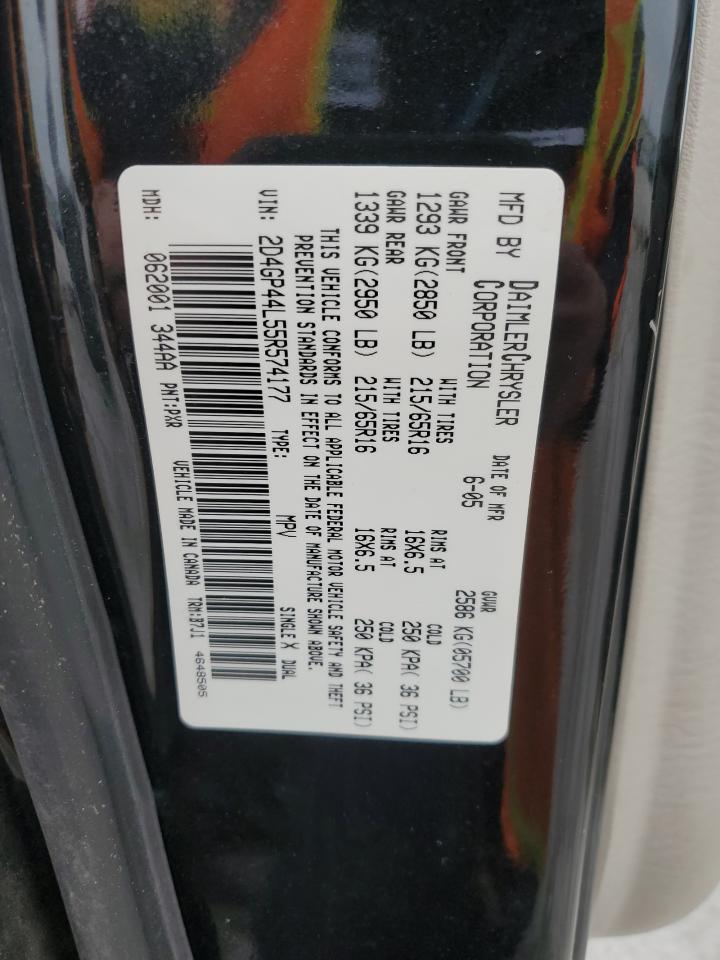 MFD BY DAIMLERCHRYSLER CORPORATION
DATE OF MFR
6-05
GVWR
2586 KG(05700 LB)
GAWR FRONT
WITH TIRES
RIMS AT
COLD
1293 KG(2850 LB) 215/65R16 16X6.5 250 KPA( 36 PSI)
GAWR REAR
WITH TIRES
RIMS AT
COLD
1339 KG(2950 LB) 215/65R16 16X6.5 250 KPA( 36 PSI)
THIS VEHICLE CONFORMS TO ALL APPLICABLE FEDERAL MOTOR VEHICLE SAFETY AND THEFT
PREVENTION STANDARDS IN EFFECT ON THE DATE OF MANUFACTURE SHOWN ABOVE.
VIN: 2D4GP44L55R574177 TYPE: MPV SINGLE X DUAL
MDH: 062001 344AA PNT:PXR VEHICLE MADE IN CANADA TRM:B7J1 4648505